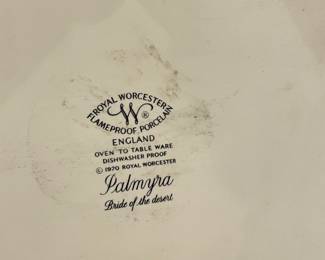 ROYAL WORCESTER
W ®
FLAMEPROOF PORCELAIN
ENGLAND
OVEN TO TABLE WARE
DISHWASHER PROOF
© 1970 ROYAL WORCESTER
Palmyra
Bride of the desert